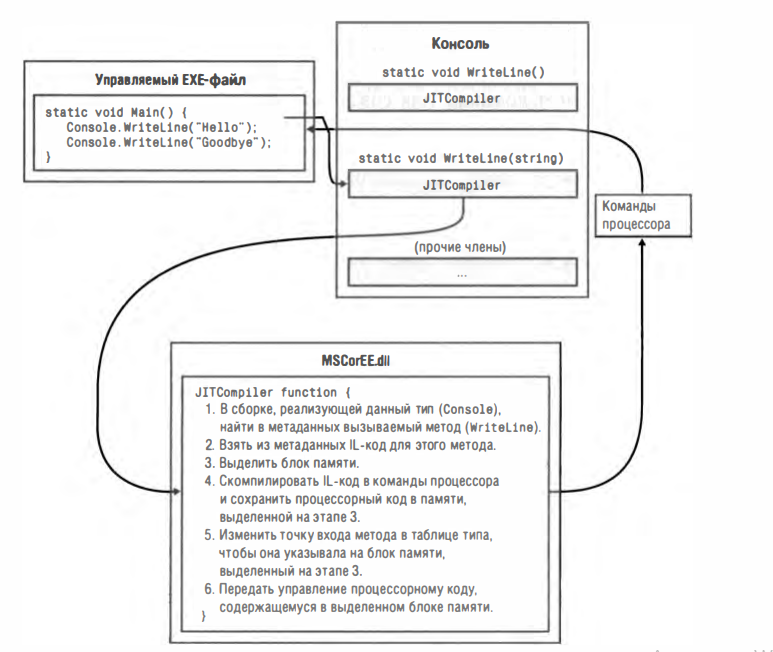 Консоль
static void WriteLine()
JITCompiler
Управляемый EXE-файл
static void Main() {
Console.WriteLine("Hello");
Console.WriteLine("Goodbye");
}
static void WriteLine(string)
JITCompiler
Команды
процессора
(прочие члены)
...
MSCorEE.dll
JITCompiler function {
1. В сборке, реализующей данный тип (Console),
найти в метаданных вызываемый метод (WriteLine).
2. Взять из метаданных IL-код для этого метода.
3. Выделить блок памяти.
4. Скомпилировать IL-код в команды процессора
и сохранить процессорный код в памяти,
выделенной на этапе 3.
5. Изменить точку входа метода в таблице типа,
чтобы она указывала на блок памяти,
выделенный на этапе 3.
6. Передать управление процессорному коду,
содержащемуся в выделенном блоке памяти.
}